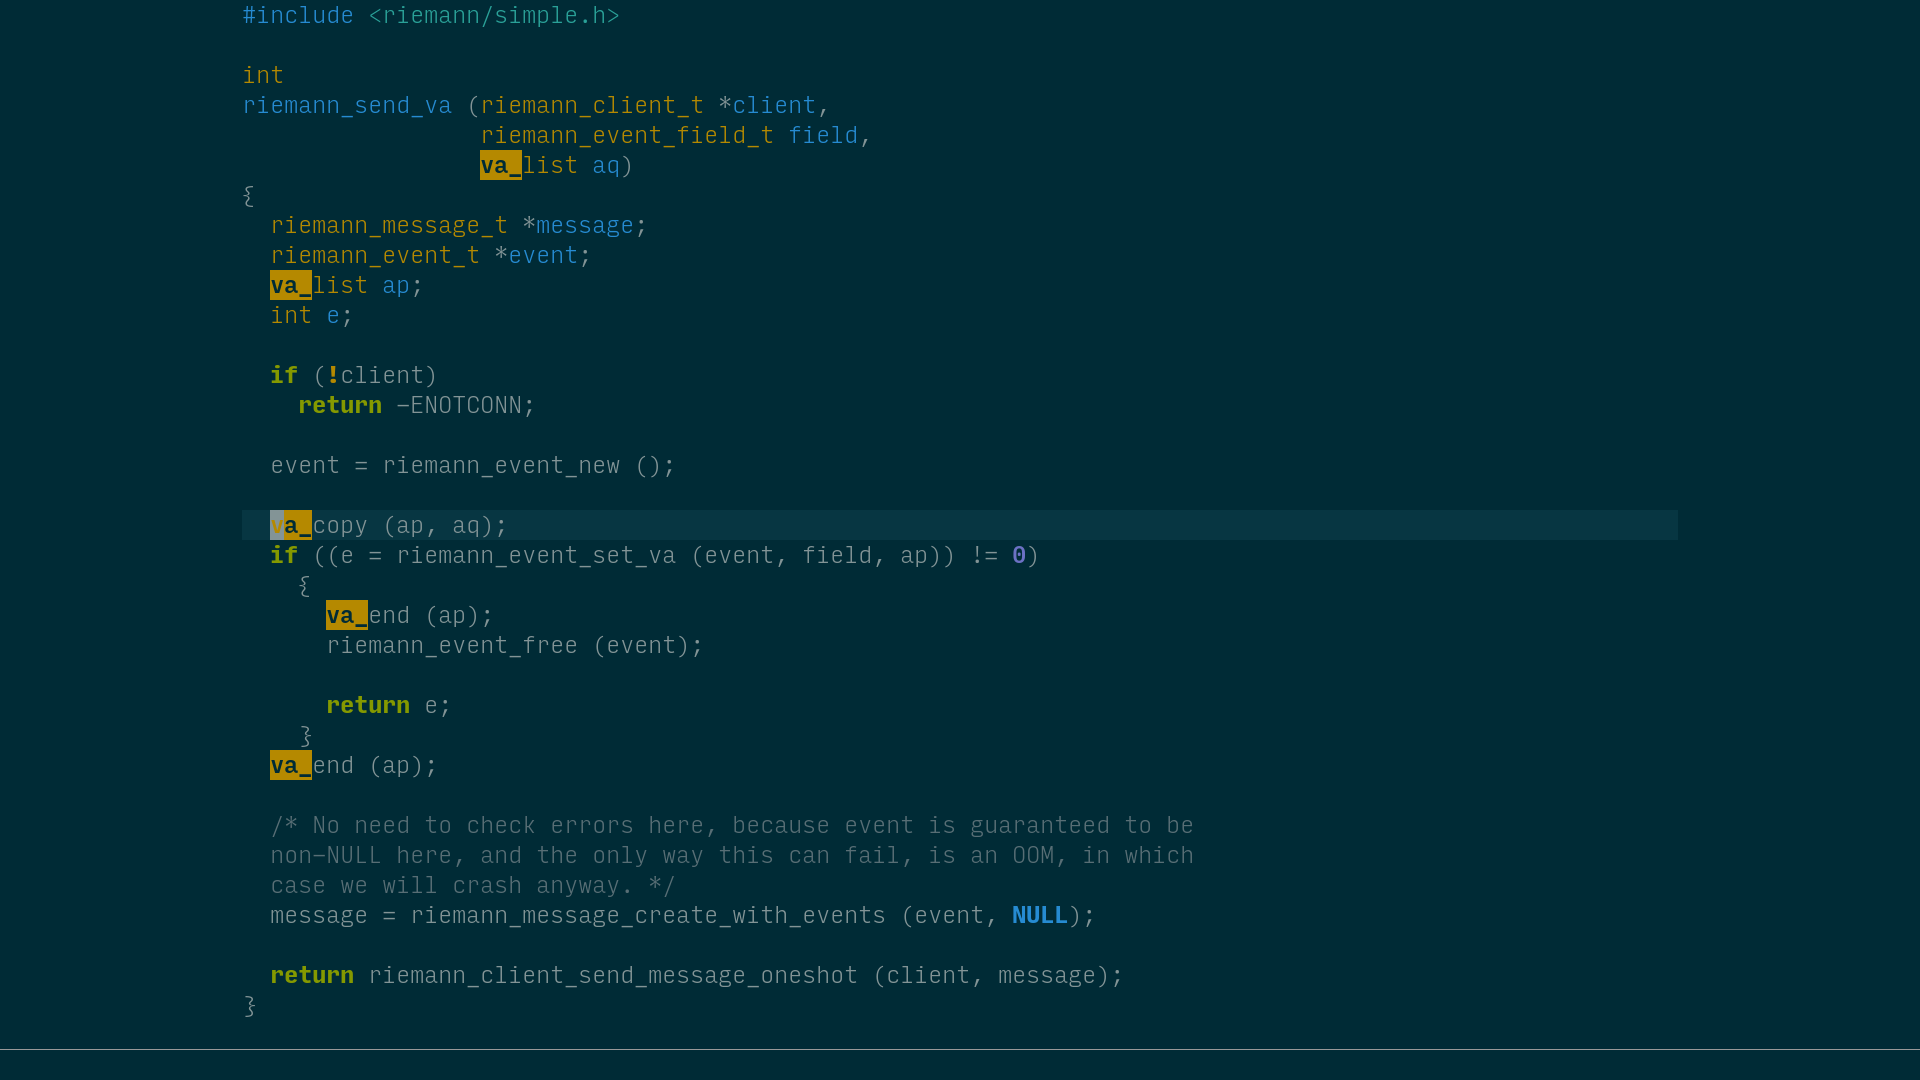 #include <riemann/simple.h>

int
riemann_send_va (riemann_client_t *client,
                 riemann_event_field_t field,
                 va_list aq)
{
  riemann_message_t *message;
  riemann_event_t *event;
  va_list ap;
  int e;

  if (!client)
    return -ENOTCONN;

  event = riemann_event_new ();

  va_copy (ap, aq);
  if ((e = riemann_event_set_va (event, field, ap)) != 0)
    {
      va_end (ap);
      riemann_event_free (event);

      return e;
    }
  va_end (ap);

  /* No need to check errors here, because event is guaranteed to be
  non-NULL here, and the only way this can fail, is an OOM, in which
  case we will crash anyway. */
  message = riemann_message_create_with_events (event, NULL);

  return riemann_client_send_message_oneshot (client, message);
}